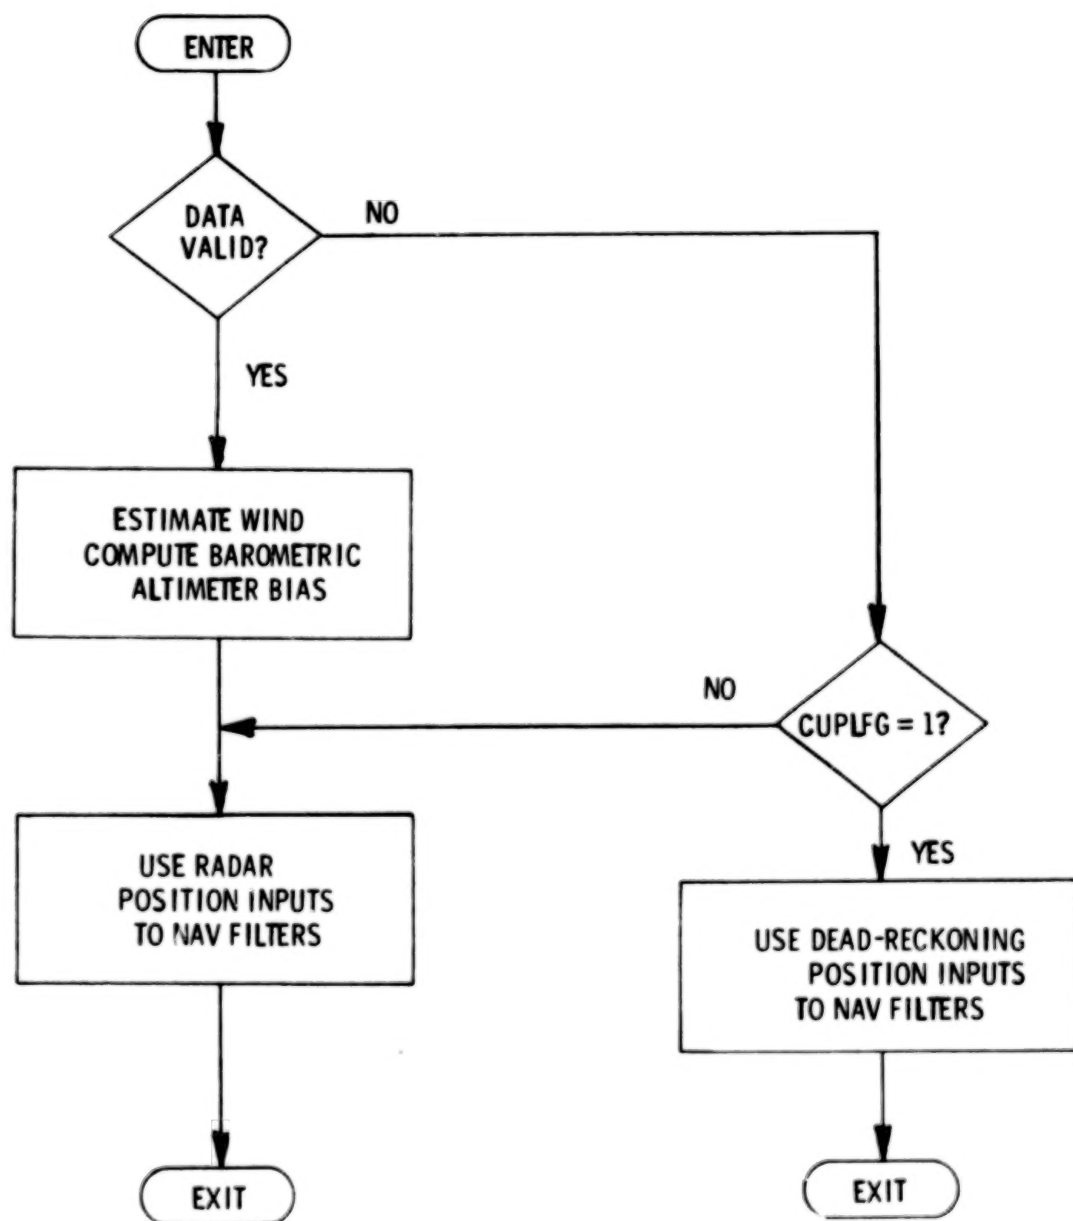 ENTER
DATA
VALID?
NO
YES
ESTIMATE WIND
COMPUTE BAROMETRIC
ALTIMETER BIAS
NO
CUPLFG = 1?
USE RADAR
POSITION INPUTS
TO NAV FILTERS
YES
USE DEAD-RECKONING
POSITION INPUTS
TO NAV FILTERS
EXIT
EXIT